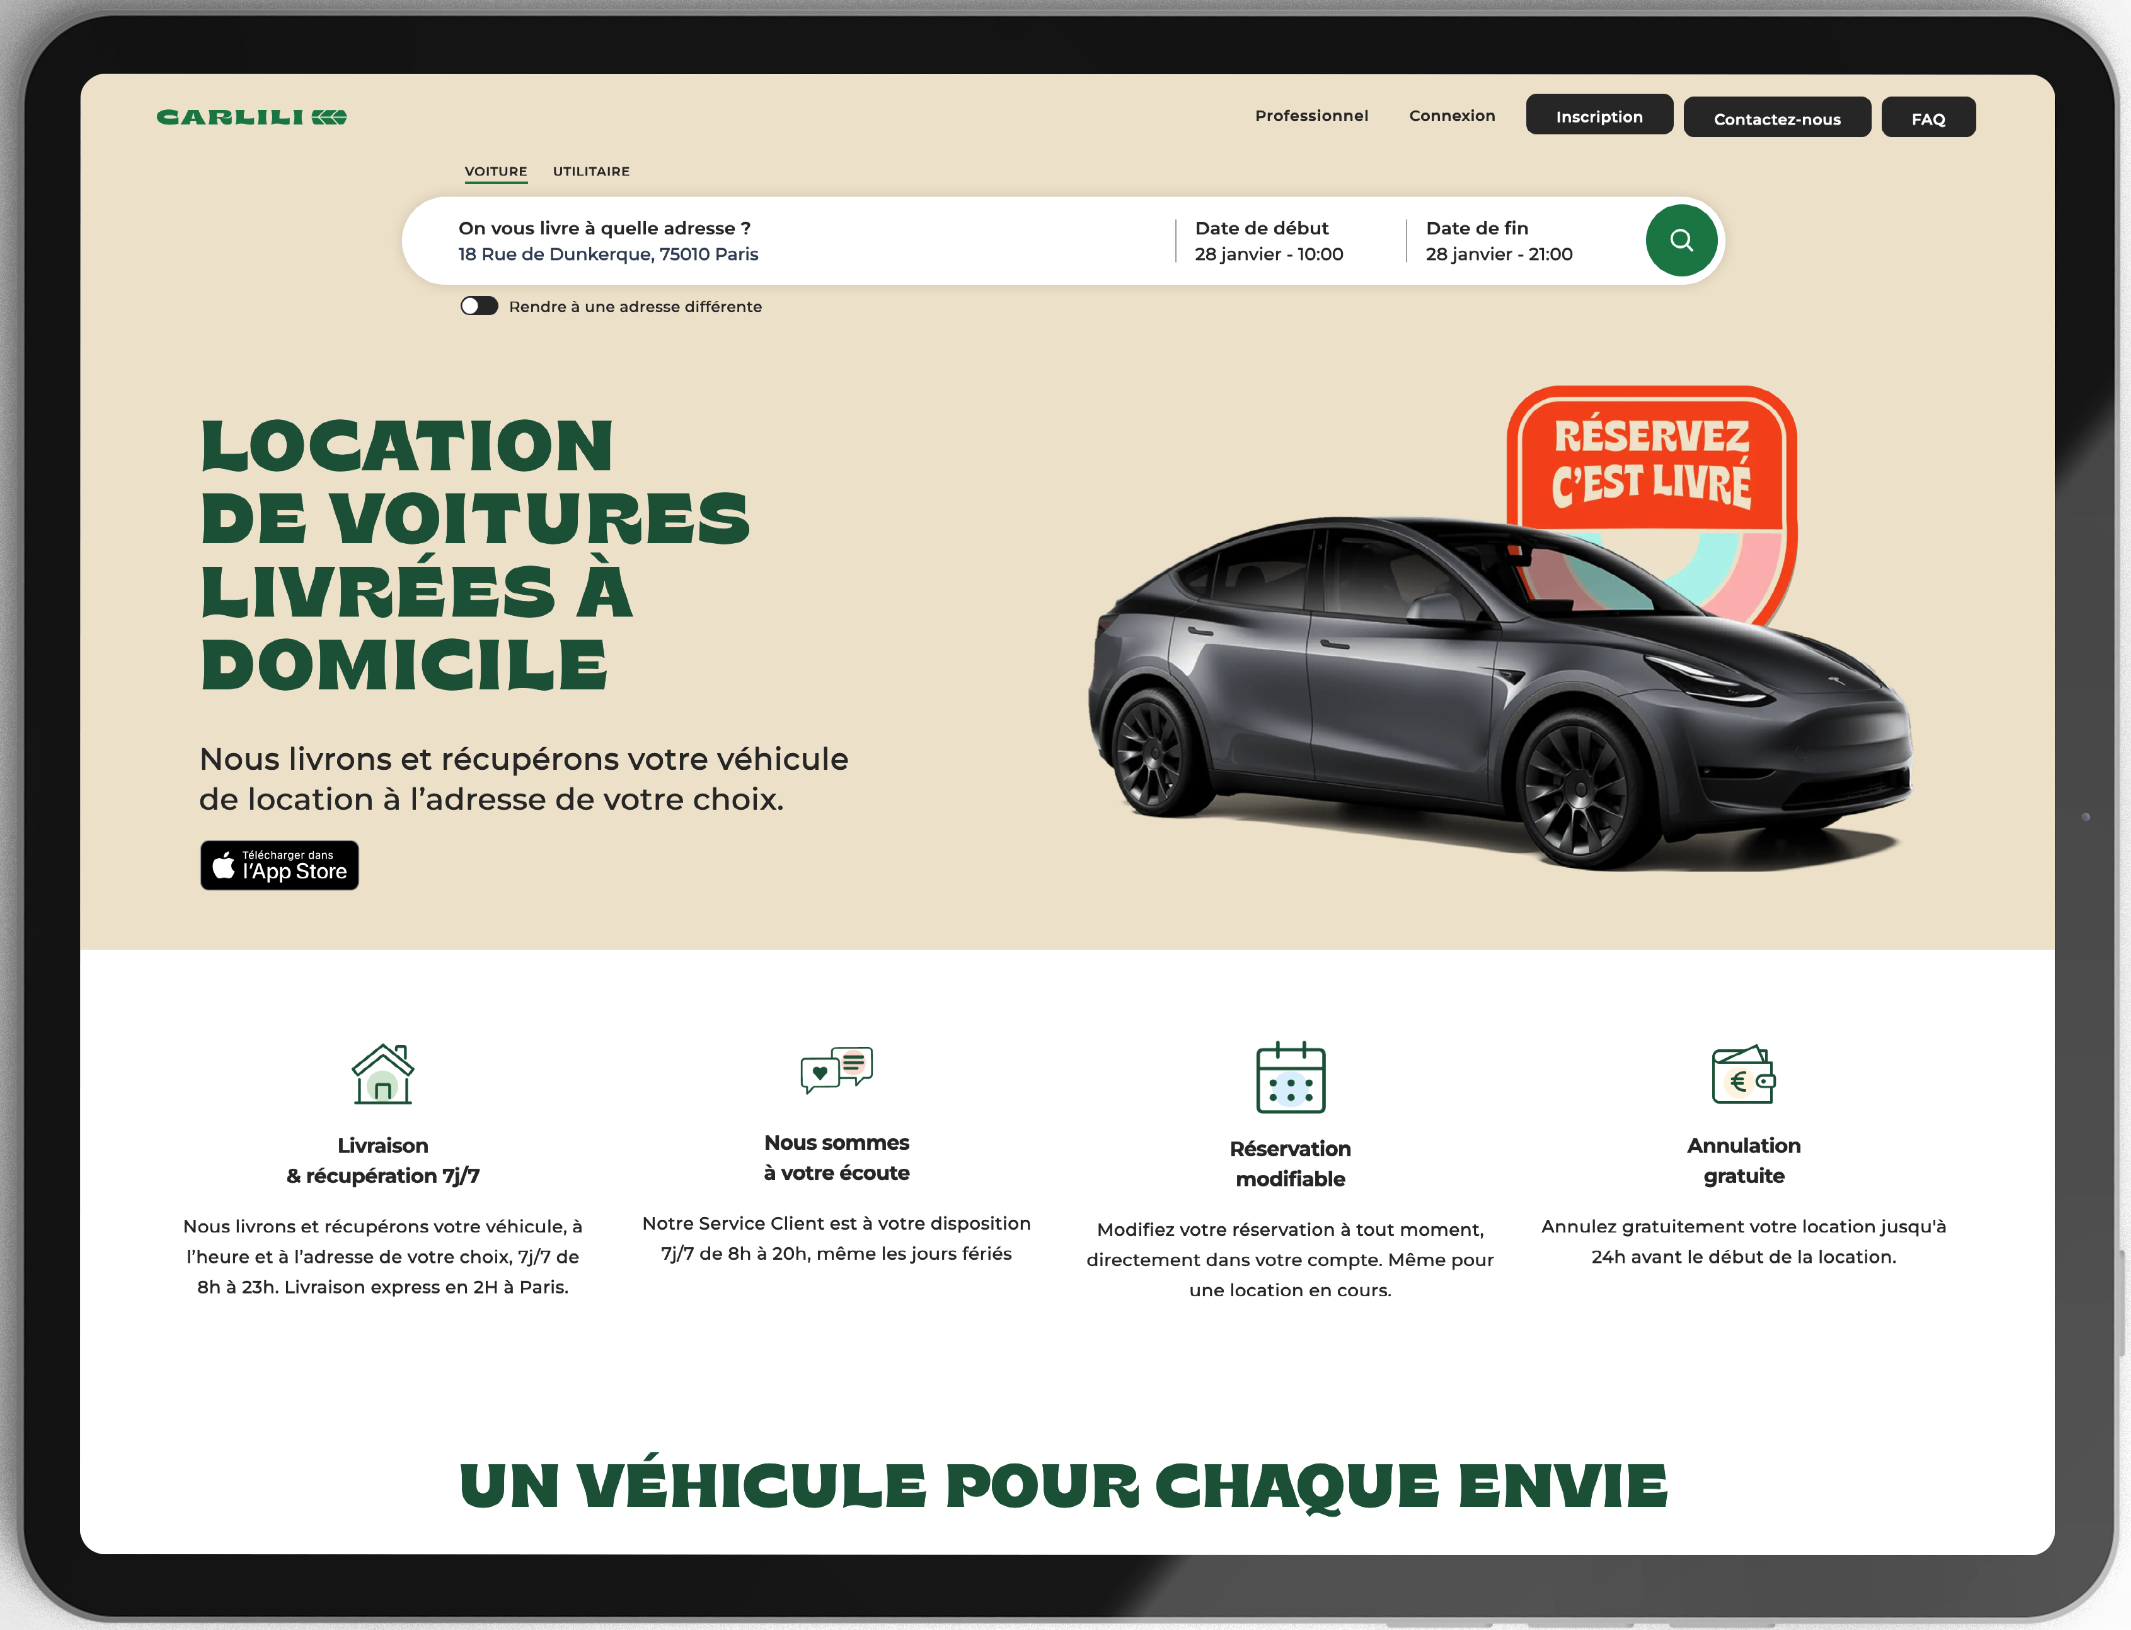 CARLILI
Professionnel
Connexion
Inscription
Contactez-nous
FAQ
VOITURE
UTILITAIRE
On vous livre à quelle adresse ?
18 Rue de Dunkerque, 75010 Paris
Date de début
28 janvier - 10:00
Date de fin
28 janvier - 21:00
Rendre à une adresse différente
LOCATION
DE VOITURES
LIVRÉES À
DOMICILE
RÉSERVEZ
C'EST LIVRÉ
Nous livrons et récupérons votre véhicule
de location à l'adresse de votre choix.
Télécharger dans
l'App Store
Livraison
& récupération 7j/7
Nous livrons et récupérons votre véhicule, à
l'heure et à l'adresse de votre choix, 7j/7 de
8h à 23h. Livraison express en 2H à Paris.
Nous sommes
à votre écoute
Notre Service Client est à votre disposition
7j/7 de 8h à 20h, même les jours fériés
Réservation
modifiable
Modifiez votre réservation à tout moment,
directement dans votre compte. Même pour
une location en cours.
Annulation
gratuite
Annulez gratuitement votre location jusqu'à
24h avant le début de la location.
UN VÉHICULE POUR CHAQUE ENVIE